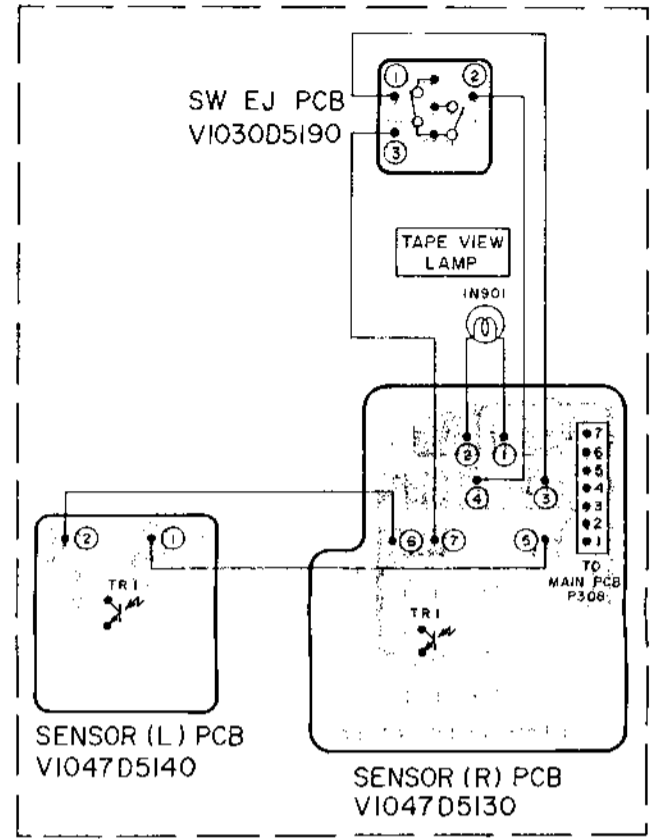 ① ②
SW EJ PCB
V1030D5190
③
TAPE VIEW
LAMP
IN901
② ①
④ ③
7
6
5
4
3
2
1
② ①
⑥ ⑦ ⑤
TO
MAIN PCB
P308
TR1
TR1
SENSOR (L) PCB
V1047D5140
SENSOR (R) PCB
V1047D5130